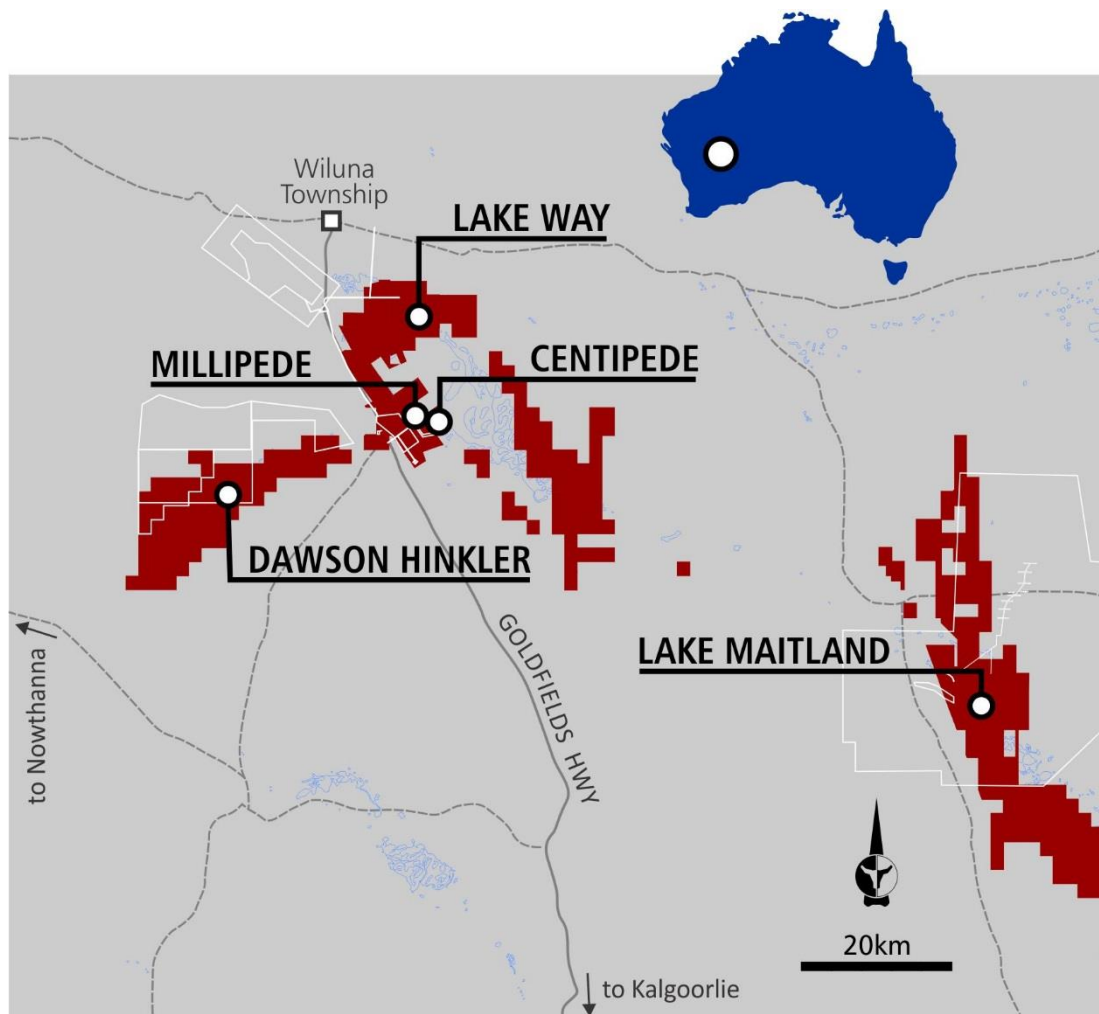 Wiluna
Township
LAKE WAY
MILLIPEDE
CENTIPEDE
DAWSON HINKLER
GOLDFIELDS HWY
LAKE MAITLAND
to Nowthanna
20km
to Kalgoorlie